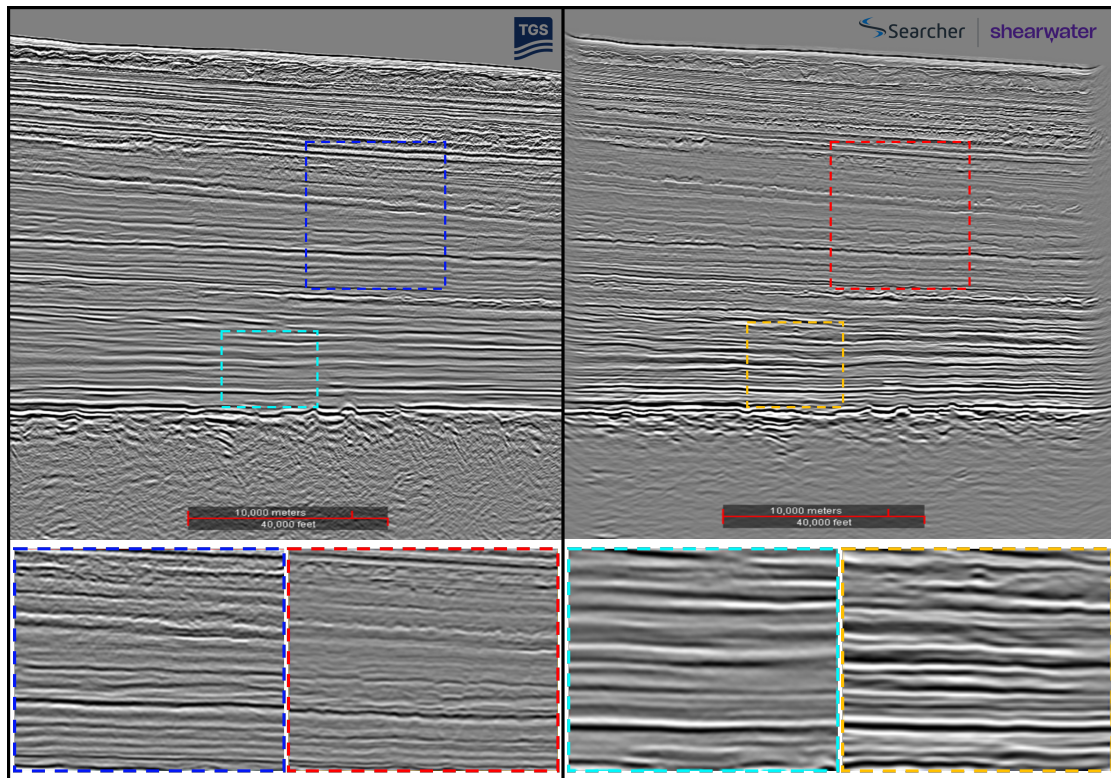 TGS
Searcher | shearwater
10,000 meters
40,000 feet
10,000 meters
40,000 feet